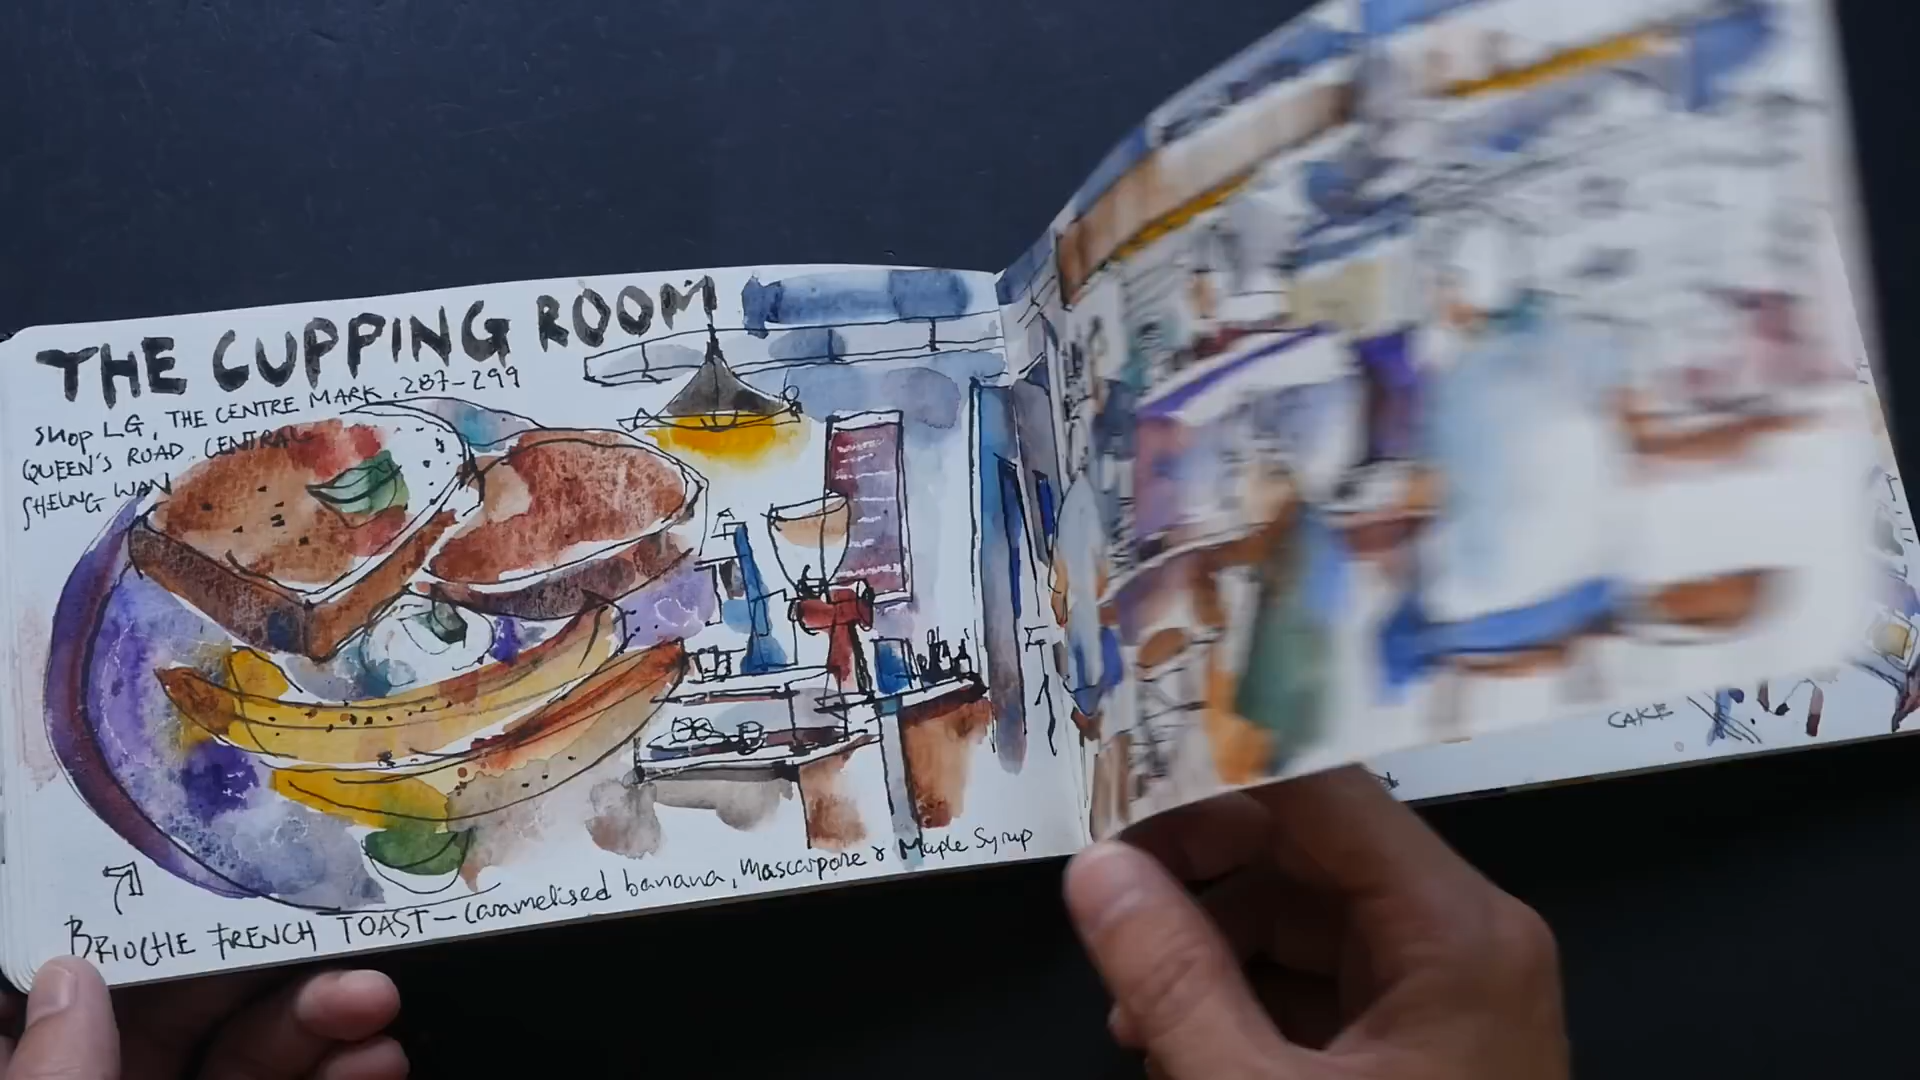 THE CUPPING ROOM
SHOP LG, THE CENTRE MARK, 287-299
QUEEN'S ROAD CENTRAL
SHEUNG WAN
BRIOCHE FRENCH TOAST - Caramelised banana, Mascarpone & Maple Syrup
CAKE